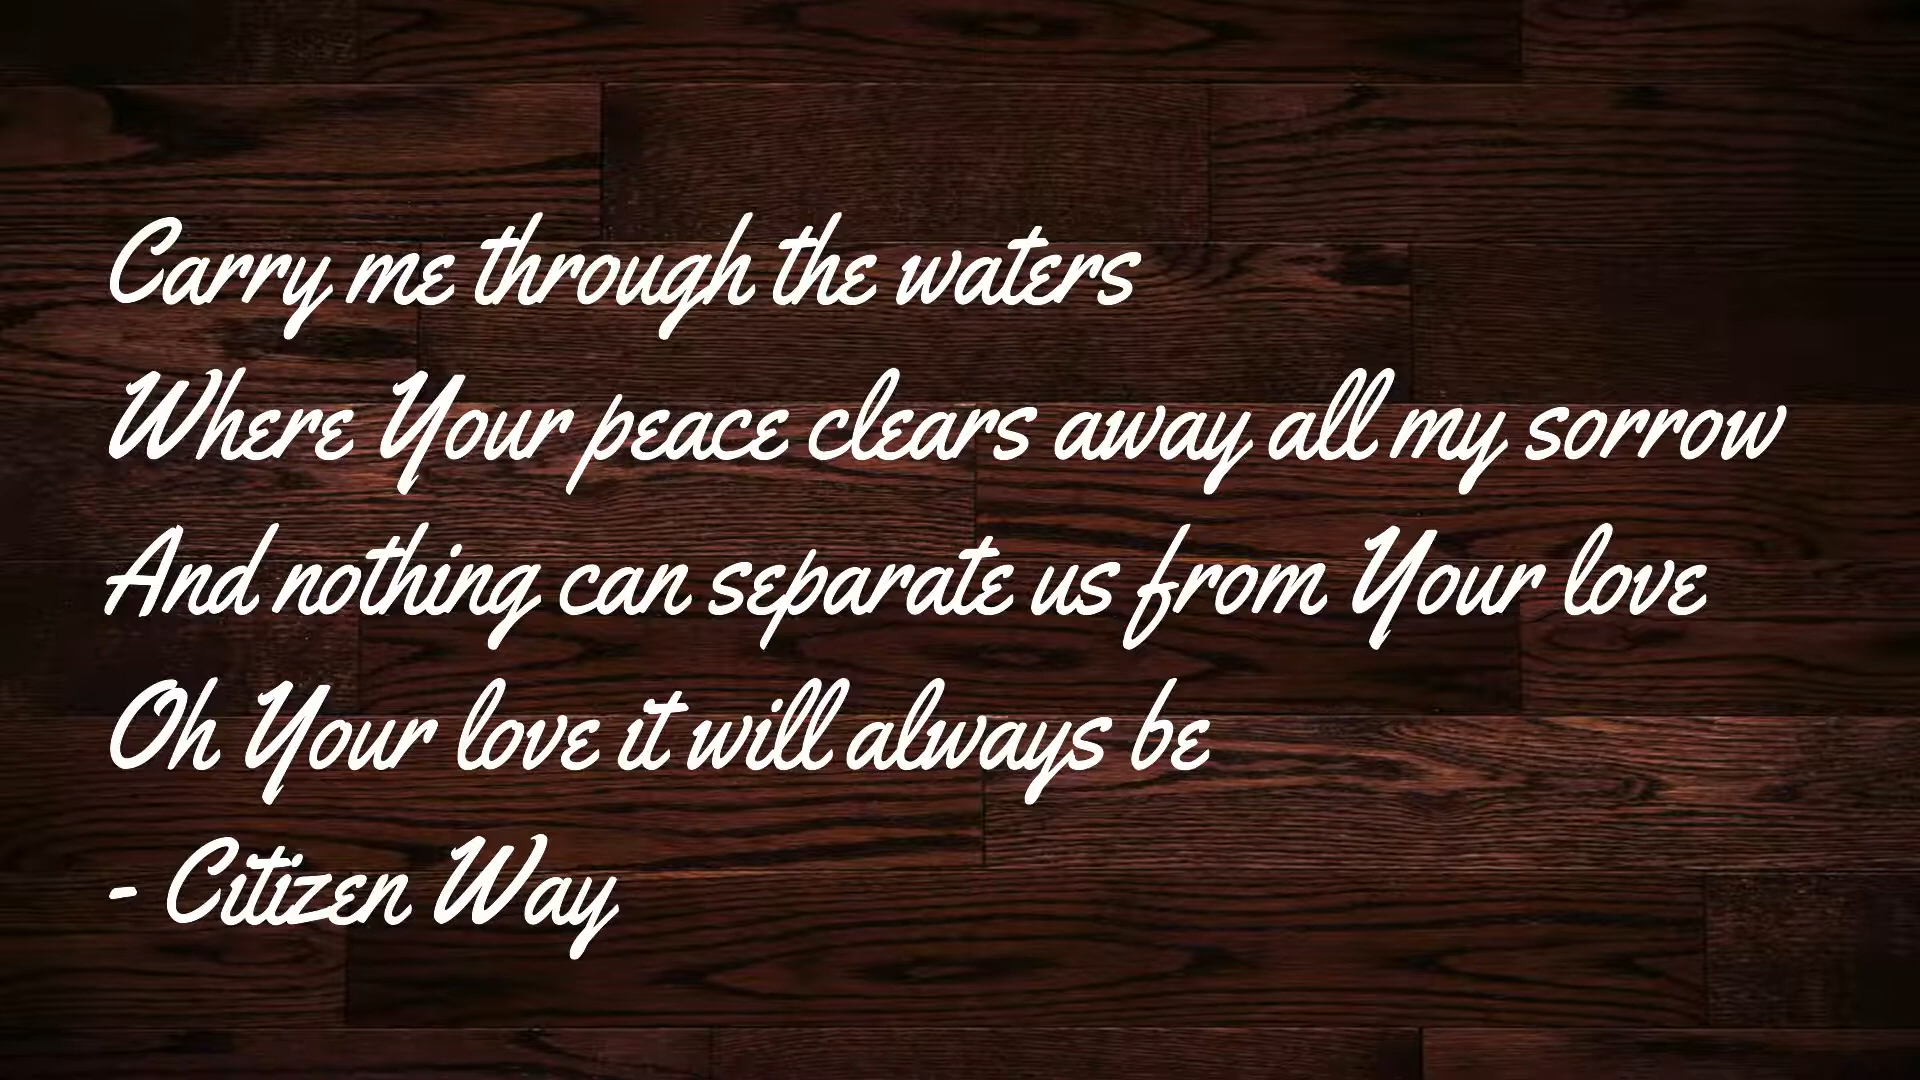 Carry me through the waters
Where Your peace clears away all my sorrow
And nothing can separate us from Your love
Oh Your love it will always be
- Citizen Way